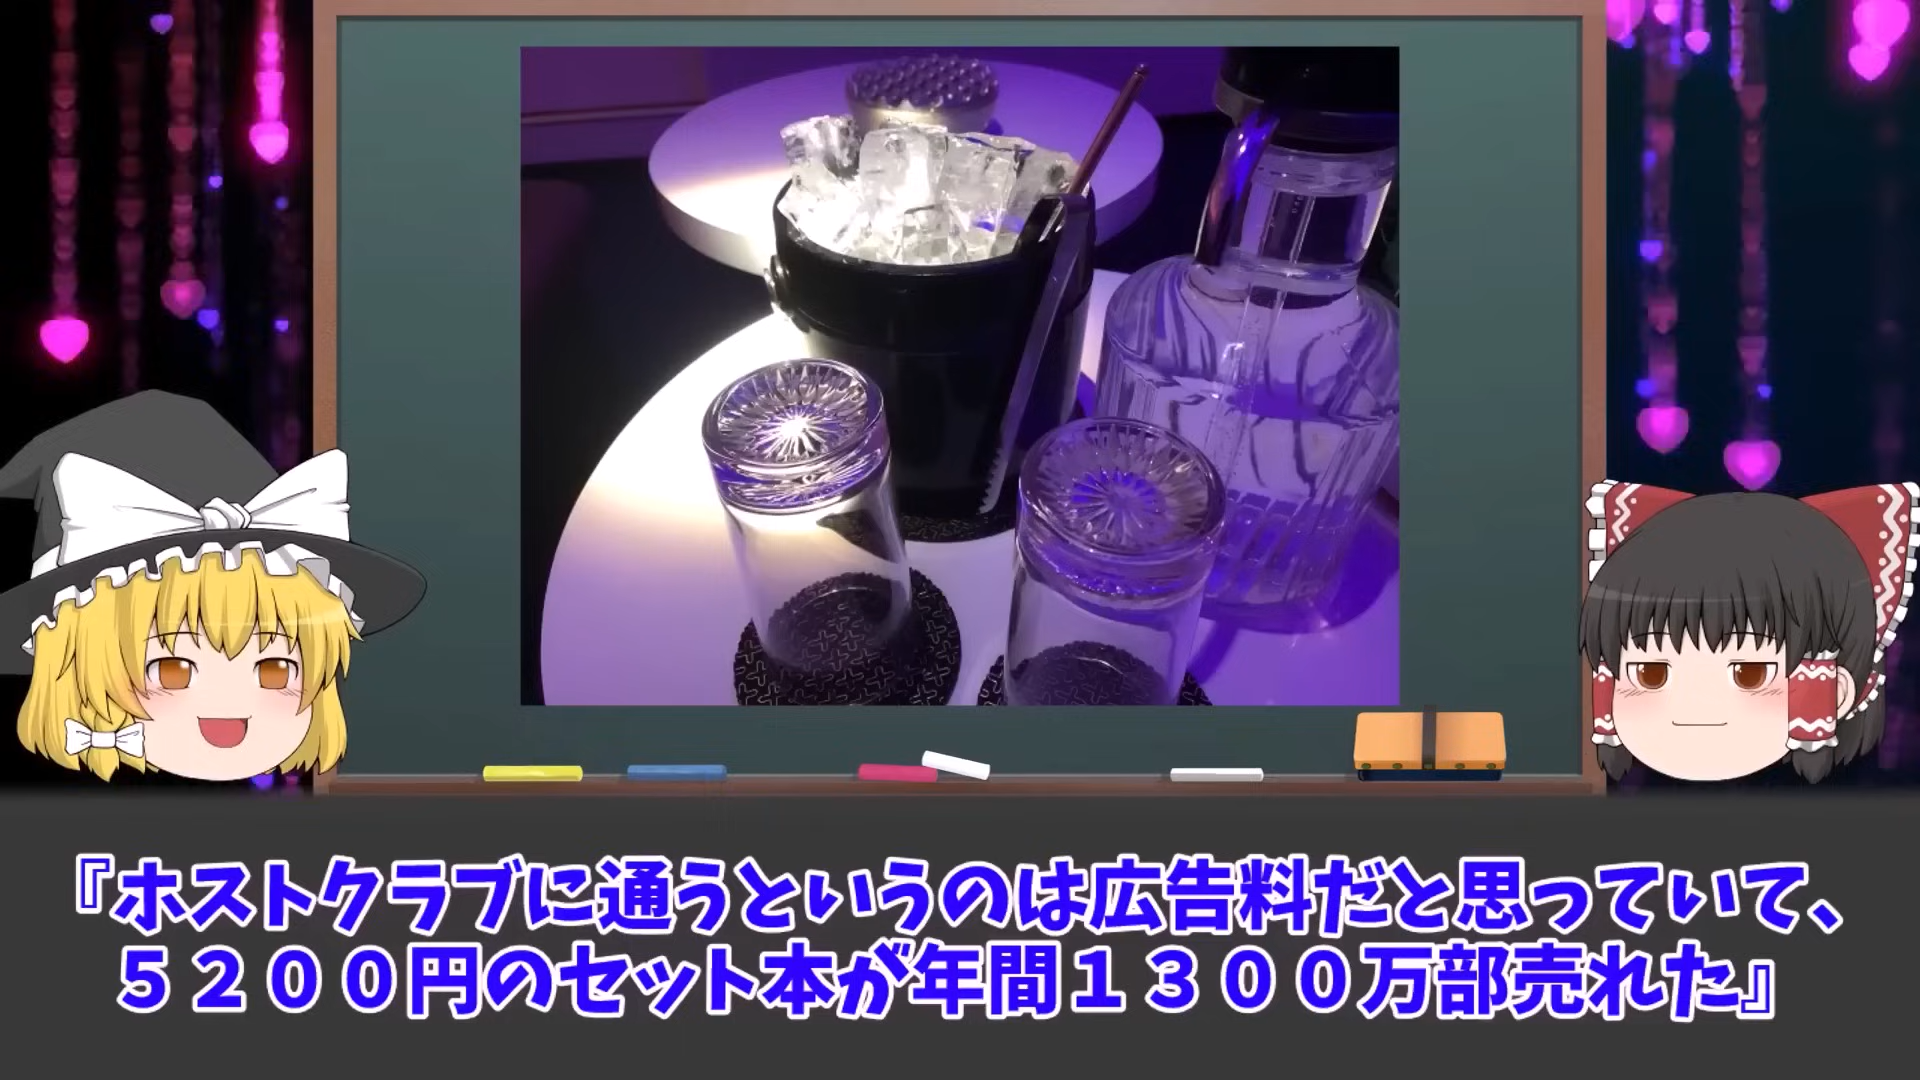 『ホストクラブに通うというのは広告料だと思っていて、
５２００円のセット本が年間１３００万部売れた』